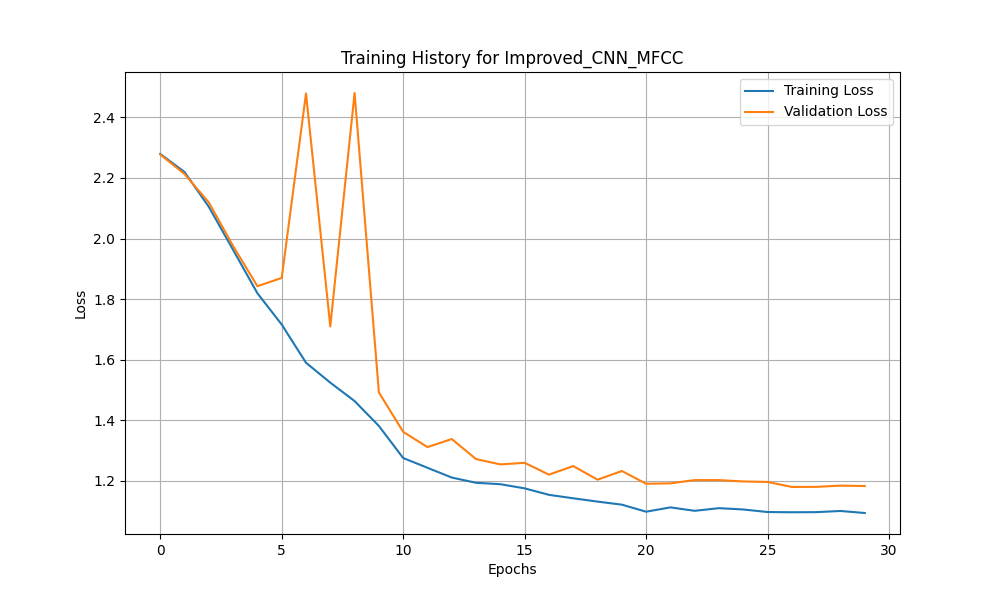 Training History for Improved_CNN_MFCC
Training Loss
Validation Loss
2.4
2.2
2.0
1.8
1.6
1.4
1.2
Loss
0 5 10 15 20 25 30
Epochs